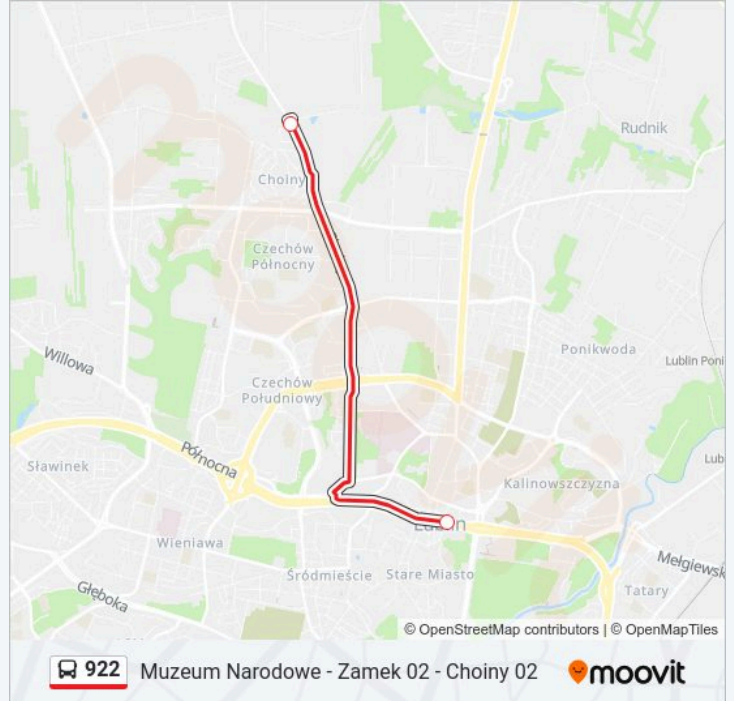 Rudnik
Choiny
Czechów
Północny
Ponikwoda
Willowa
Lublin Poni
Czechów
Południowy
Północna
Sławinek
Lub
Kalinowszczyzna
Lublin
Wieniawa
Mełgiewsk
Śródmieście
Stare Miasto
Głęboka
Tatary
© OpenStreetMap contributors | © OpenMapTiles
922
Muzeum Narodowe - Zamek 02 - Choiny 02
moovit